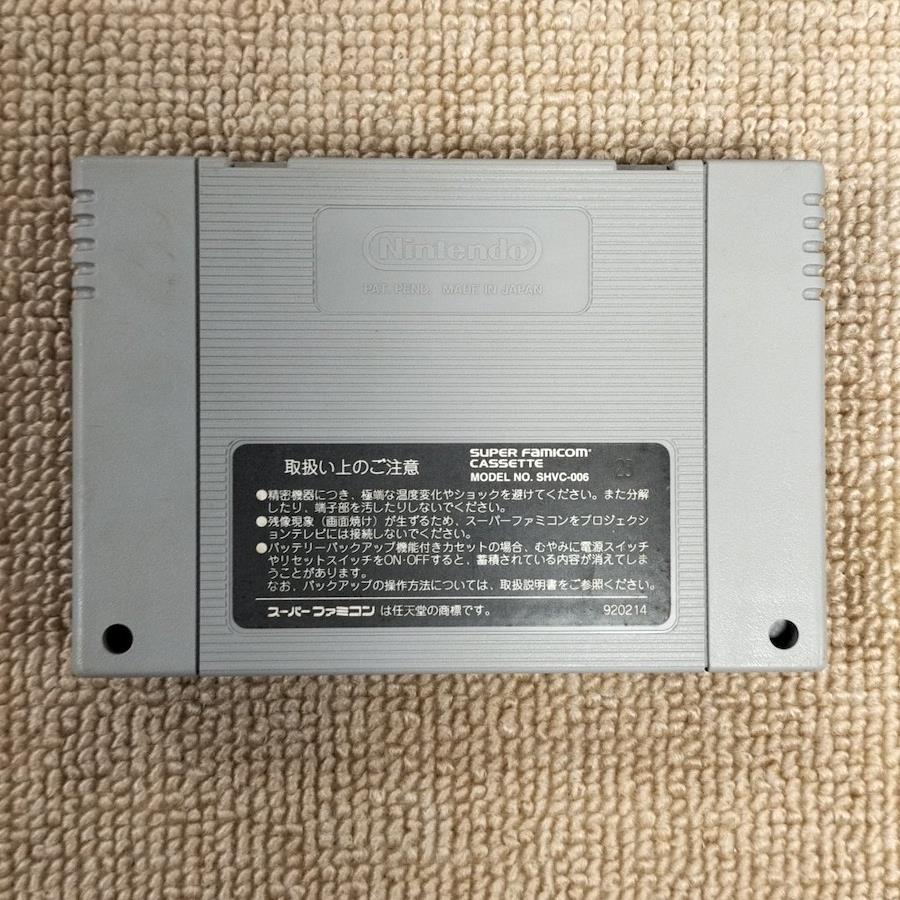 Nintendo
PAT. PEND. MADE IN JAPAN
取扱い上のご注意
SUPER FAMICOM
CASSETTE
MODEL NO. SHVC-006
25
●精密機器につき、極端な温度変化やショックを避けてください。また分解
したり、端子部を汚したりしないでください。
●残像現象（画面焼け）が生ずるため、スーパーファミコンをプロジェクシ
ョンテレビには接続しないでください。
●バッテリーバックアップ機能付きカセットの場合、むやみに電源スイッチ
やリセットスイッチをON・OFFすると、蓄積されている内容が消えてしま
うことがあります。
なお、バックアップの操作方法については、取扱説明書をご参照ください。
スーパーファミコン は任天堂の商標です。
920214